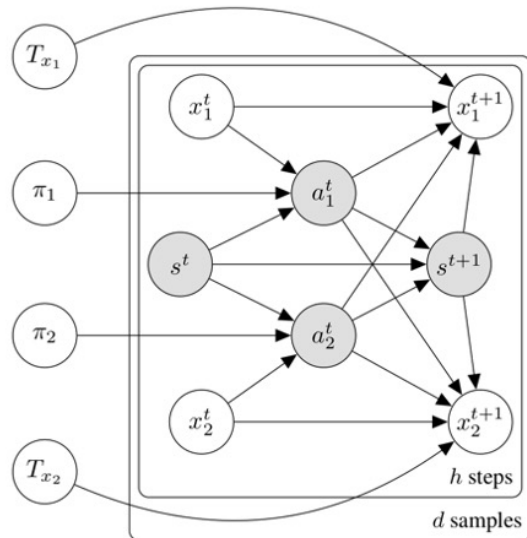 T_{x_1}
x_1^t
x_1^{t+1}
π_1
a_1^t
s^t
s^{t+1}
π_2
a_2^t
x_2^t
x_2^{t+1}
T_{x_2}
h steps
d samples